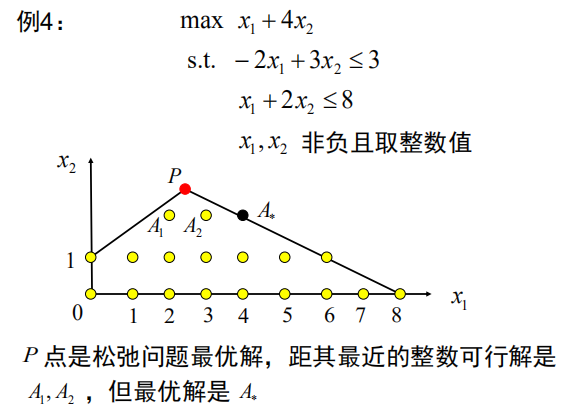 例4： max x₁ + 4x₂
s.t. − 2x₁ + 3x₂ ≤ 3
x₁ + 2x₂ ≤ 8
x₁, x₂ 非负且取整数值
x₂
P
A₁ A₂ A*
1
0 1 2 3 4 5 6 7 8 x₁
P 点是松弛问题最优解，距其最近的整数可行解是
A₁, A₂ ，但最优解是 A*